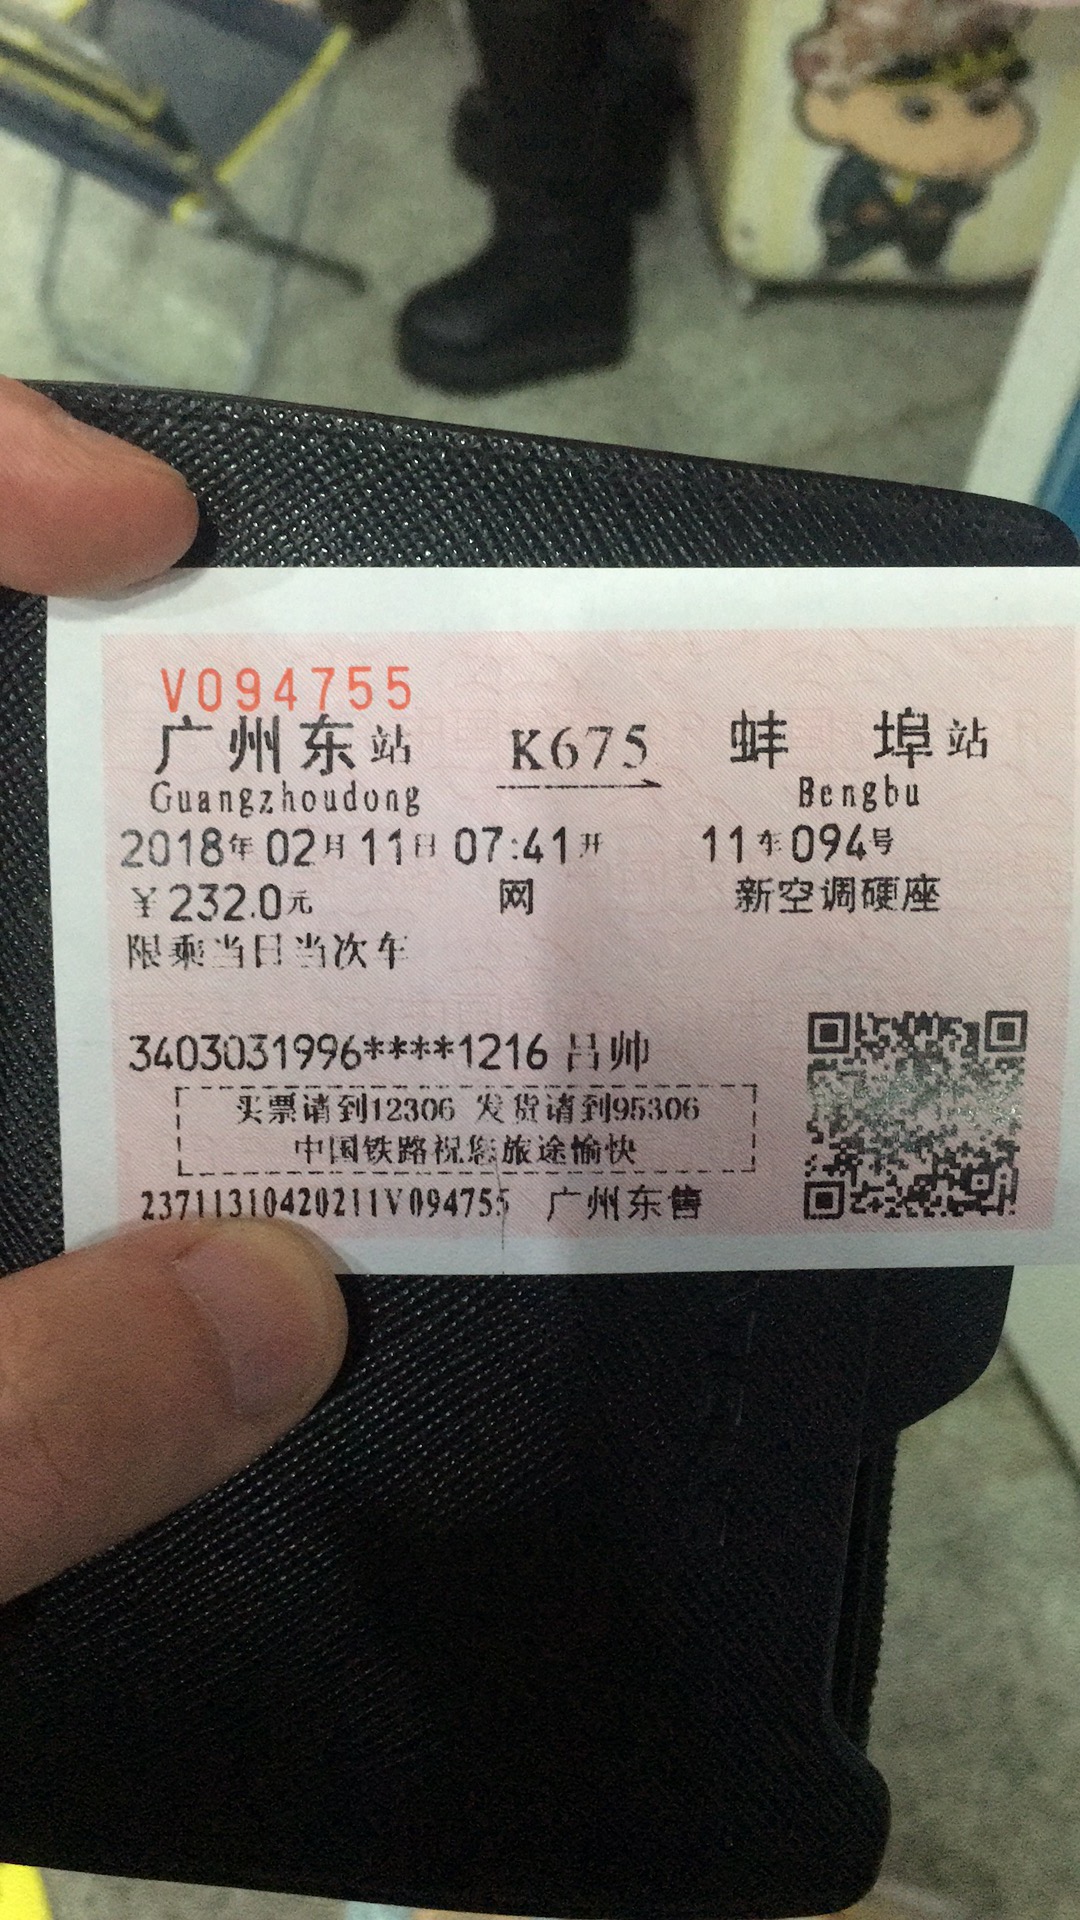 V094755
广州东站 K675 蚌埠站
Guangzhoudong Bengbu
2018年02月11日07:41开 11车094号
￥232.0元 网 新空调硬座
限乘当日当次车
3403031996****1216 吕帅
买票请到12306 发货请到95306
中国铁路祝您旅途愉快
23711310420211V094755 广州东售